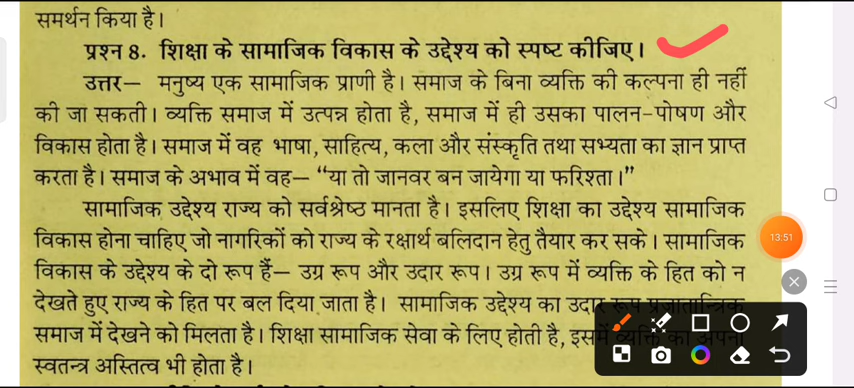 समर्थन किया है।
प्रश्न 8. शिक्षा के सामाजिक विकास के उद्देश्य को स्पष्ट कीजिए।
उत्तर— मनुष्य एक सामाजिक प्राणी है। समाज के बिना व्यक्ति की कल्पना ही नहीं
की जा सकती। व्यक्ति समाज में उत्पन्न होता है, समाज में ही उसका पालन-पोषण और
विकास होता है। समाज में वह भाषा, साहित्य, कला और संस्कृति तथा सभ्यता का ज्ञान प्राप्त
करता है। समाज के अभाव में वह— “या तो जानवर बन जायेगा या फरिश्ता।”
सामाजिक उद्देश्य राज्य को सर्वश्रेष्ठ मानता है। इसलिए शिक्षा का उद्देश्य सामाजिक
विकास होना चाहिए जो नागरिकों को राज्य के रक्षार्थ बलिदान हेतु तैयार कर सके। सामाजिक
विकास के उद्देश्य के दो रूप हैं— उग्र रूप और उदार रूप। उग्र रूप में व्यक्ति के हित को न
देखते हुए राज्य के हित पर बल दिया जाता है। सामाजिक उद्देश्य का उदार रूप प्रजातान्त्रिक
समाज में देखने को मिलता है। शिक्षा सामाजिक सेवा के लिए होती है, इसमें व्यक्ति का अपना
स्वतन्त्र अस्तित्व भी होता है।
13:51